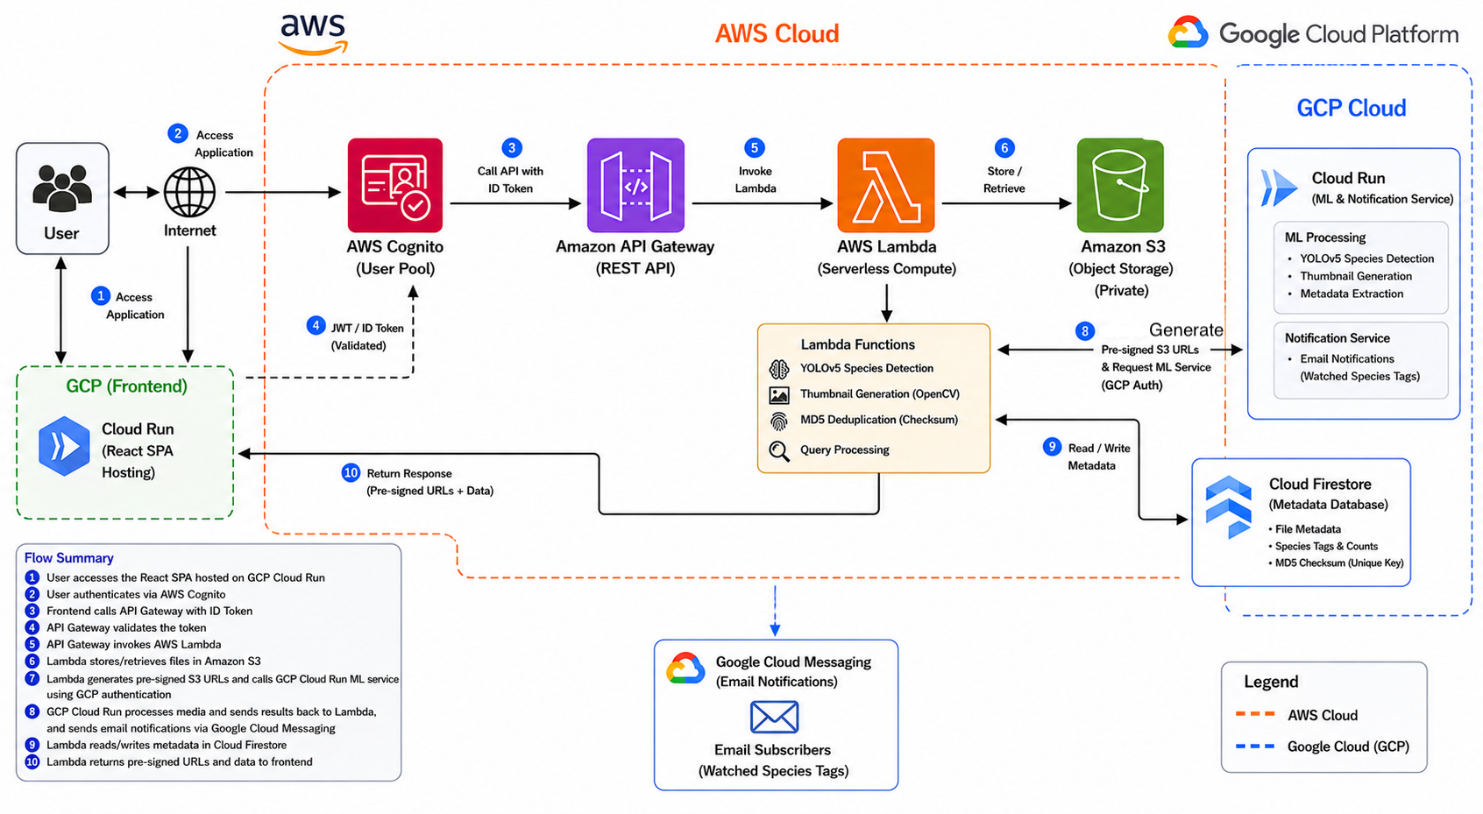 aws
AWS Cloud
Google Cloud Platform
GCP Cloud
2
Access
Application
User
Internet
1
Access
Application
3
Call API with
ID Token
5
Invoke
Lambda
6
Store /
Retrieve
AWS Cognito
(User Pool)
Amazon API Gateway
(REST API)
AWS Lambda
(Serverless Compute)
Amazon S3
(Object Storage)
(Private)
4
JWT / ID Token
(Validated)
GCP (Frontend)
Cloud Run
(React SPA
Hosting)
Lambda Functions
YOLOv5 Species Detection
Thumbnail Generation (OpenCV)
MD5 Deduplication (Checksum)
Query Processing
8
Generate
Pre-signed S3 URLs
& Request ML Service
(GCP Auth)
9
Read / Write
Metadata
10
Return Response
(Pre-signed URLs + Data)
Cloud Run
(ML & Notification Service)
ML Processing
• YOLOv5 Species Detection
• Thumbnail Generation
• Metadata Extraction
Notification Service
• Email Notifications
(Watched Species Tags)
Cloud Firestore
(Metadata Database)
• File Metadata
• Species Tags & Counts
• MD5 Checksum (Unique Key)
Flow Summary
1 User accesses the React SPA hosted on GCP Cloud Run
2 User authenticates via AWS Cognito
3 Frontend calls API Gateway with ID Token
4 API Gateway validates the token
5 API Gateway invokes AWS Lambda
6 Lambda stores/retrieves files in Amazon S3
7 Lambda generates pre-signed S3 URLs and calls GCP Cloud Run ML service
using GCP authentication
8 GCP Cloud Run processes media and sends results back to Lambda,
and sends email notifications via Google Cloud Messaging
9 Lambda reads/writes metadata in Cloud Firestore
10 Lambda returns pre-signed URLs and data to frontend
Google Cloud Messaging
(Email Notifications)
Email Subscribers
(Watched Species Tags)
Legend
AWS Cloud
Google Cloud (GCP)